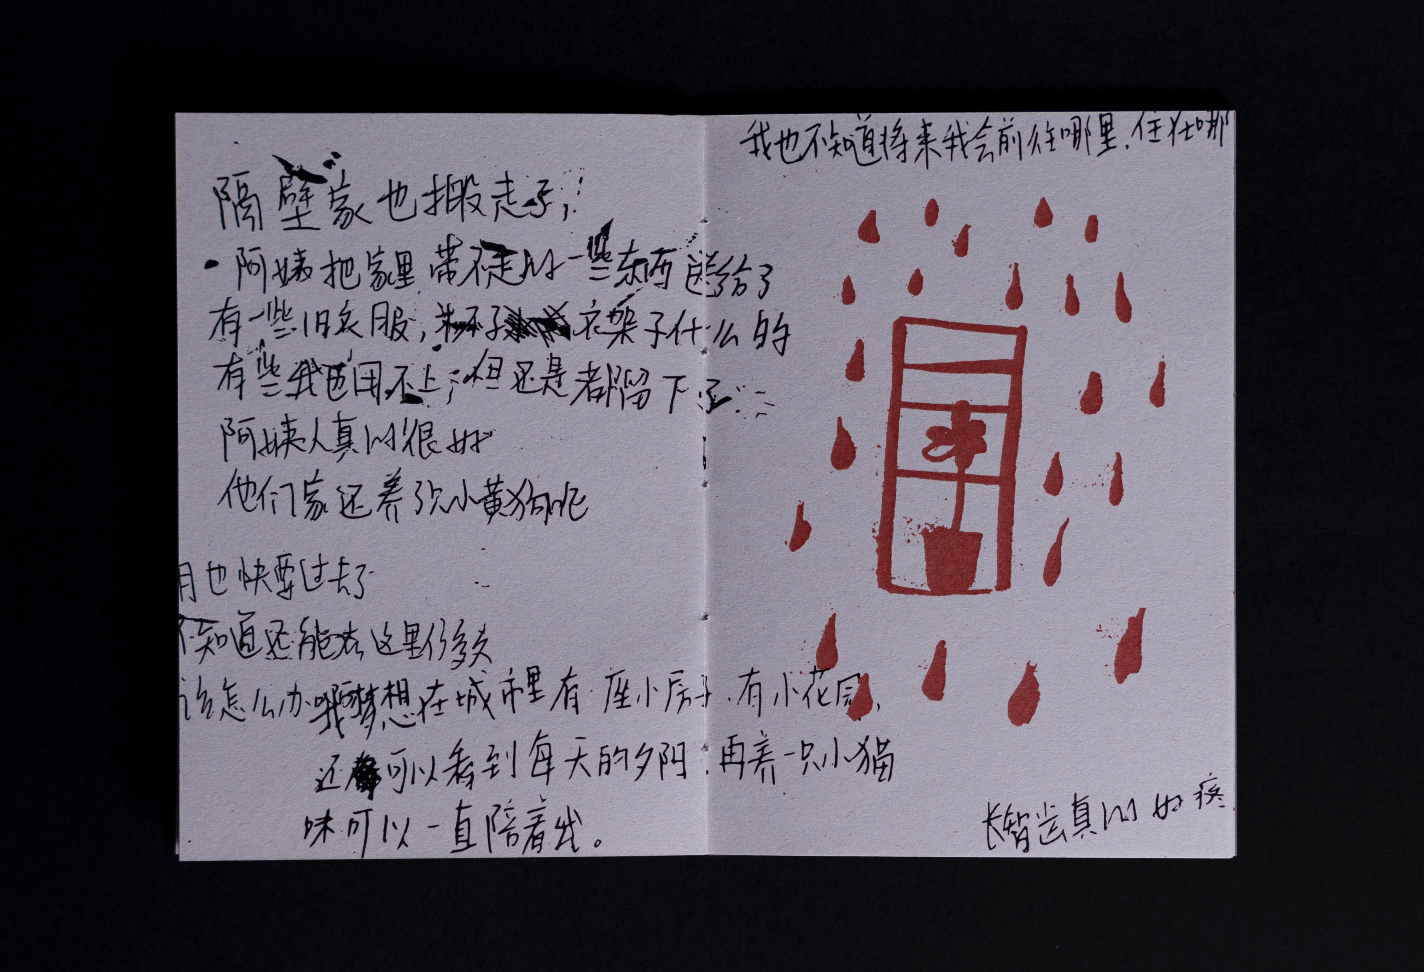 隔壁家也搬走了,
阿姨把家里带不走的一些东西送给了
有一些旧衣服,衣架子什么的
有些我也用不上,但还是都留下了
阿姨人真的很好
他们家还养了只小黄狗呢
月也快要过去了
不知道还能在这里待多久
该怎么办
我梦想在城市里有一座小房子.有小花园,
还可以看到每天的夕阳.再养一只小猫
咪可以一直陪着我。
我也不知道将来我会前往哪里.住在哪
长智齿真的好疼